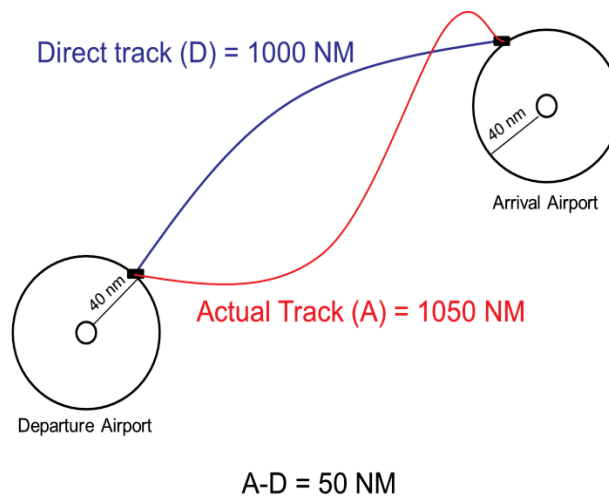 Direct track (D) = 1000 NM
40 nm
Arrival Airport
40 nm
Actual Track (A) = 1050 NM
Departure Airport
A-D = 50 NM